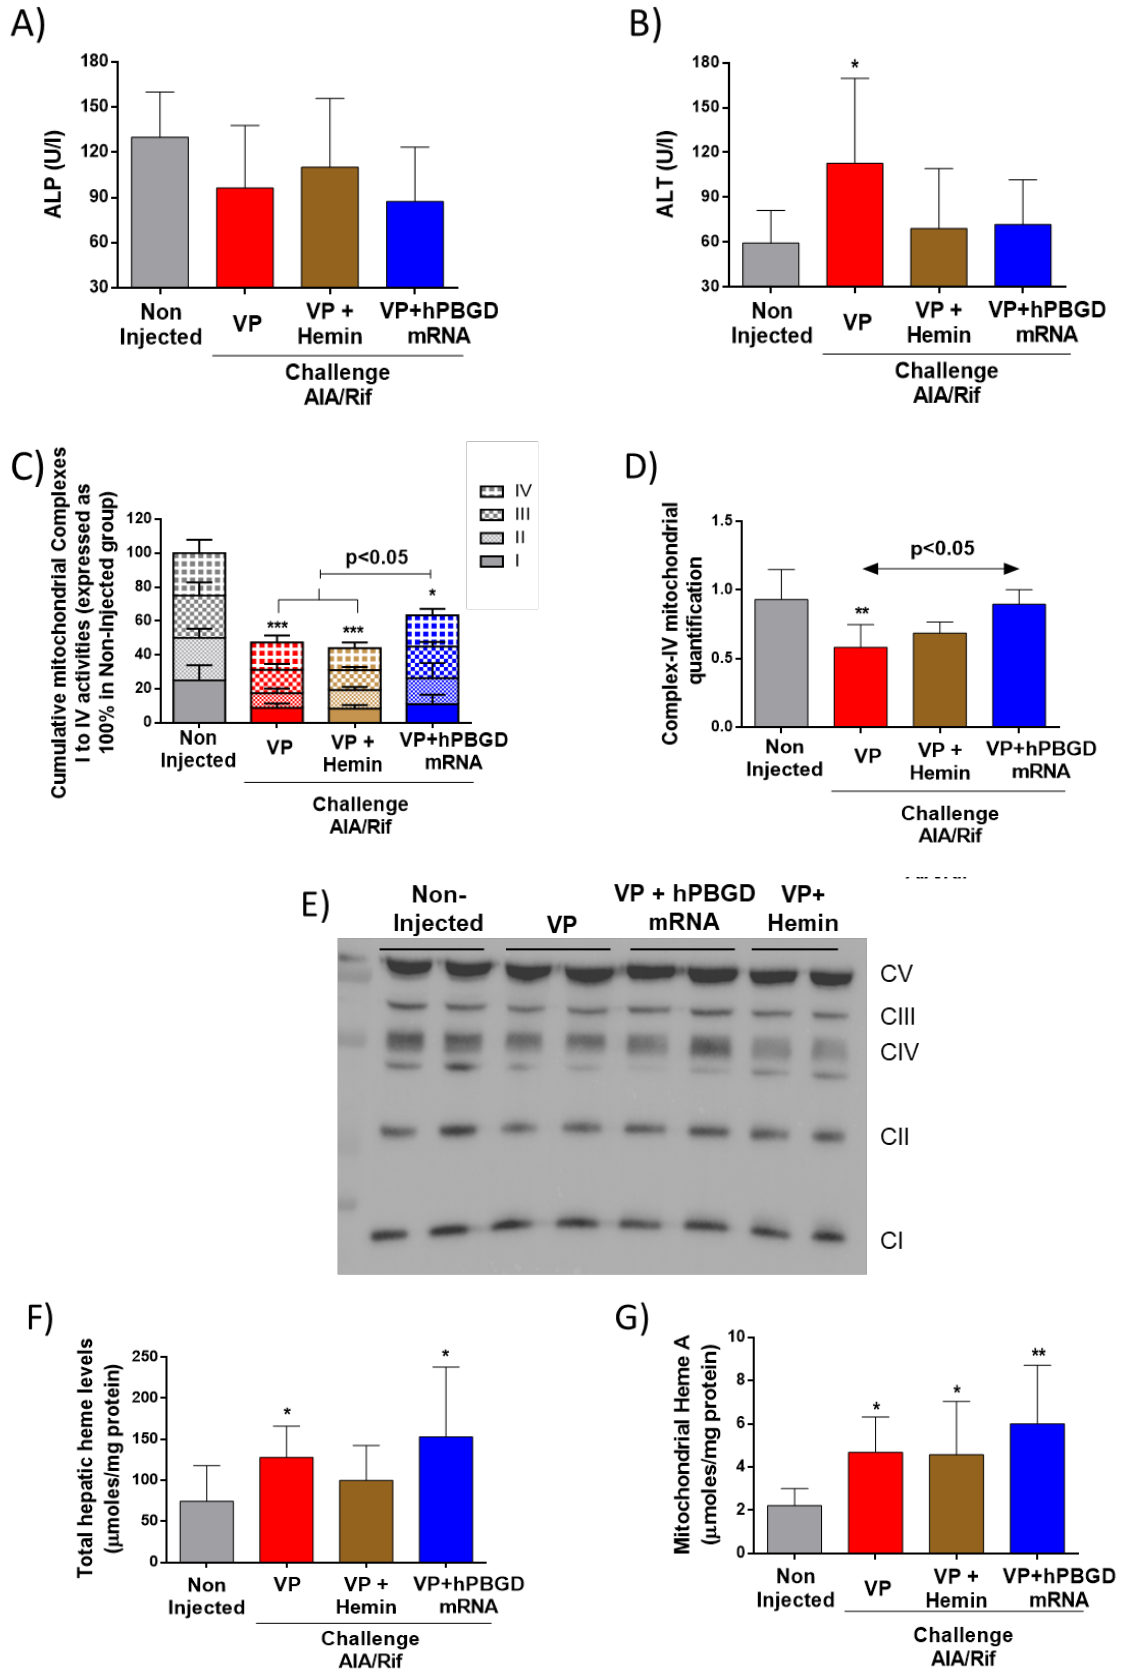 A)
ALP (U/I)
180
150
120
90
60
30
Non
Injected
VP
VP +
Hemin
VP+hPBGD
mRNA
Challenge
AIA/Rif
B)
ALT (U/I)
180
150
120
90
60
30
*
Non
Injected
VP
VP +
Hemin
VP+hPBGD
mRNA
Challenge
AIA/Rif
C)
Cumulative mitochondrial Complexes
I to IV activities (expressed as
100% in Non-Injected group)
120
100
80
60
40
20
0
IV
III
II
I
p<0.05
***
***
*
Non
Injected
VP
VP +
Hemin
VP+hPBGD
mRNA
Challenge
AIA/Rif
D)
Complex-IV mitochondrial
quantification
1.5
1.0
0.5
0.0
p<0.05
**
Non
Injected
VP
VP +
Hemin
VP+hPBGD
mRNA
Challenge
AIA/Rif
E)
Non-
Injected
VP
VP + hPBGD
mRNA
VP+
Hemin
CV
CIII
CIV
CII
CI
F)
Total hepatic heme levels
(μmoles/mg protein)
250
200
150
100
50
0
*
*
Non
Injected
VP
VP +
Hemin
VP+hPBGD
mRNA
Challenge
AIA/Rif
G)
Mitochondrial Heme A
(μmoles/mg protein)
10
8
6
4
2
0
*
*
**
Non
Injected
VP
VP +
Hemin
VP+hPBGD
mRNA
Challenge
AIA/Rif